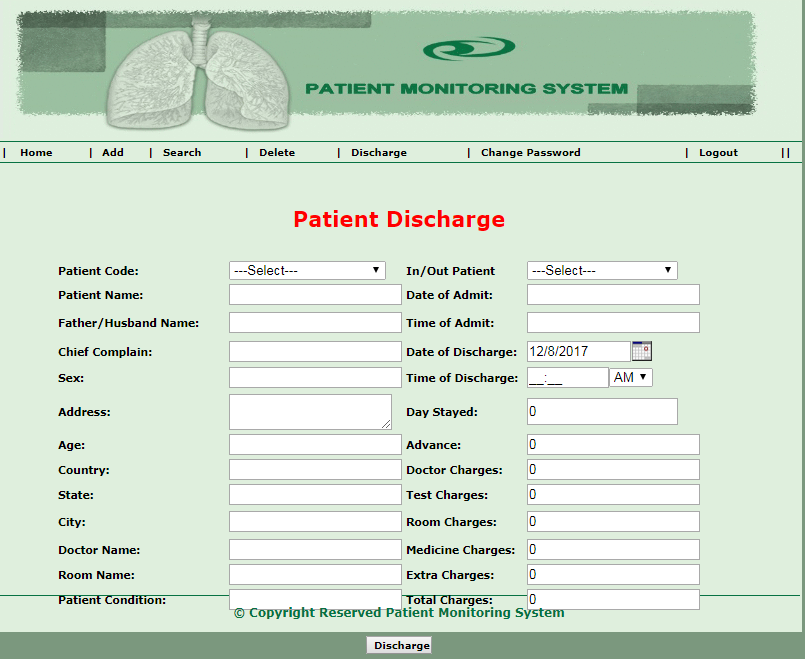 PATIENT MONITORING SYSTEM
| Home | Add | Search | Delete | Discharge | Change Password | Logout ||
Patient Discharge
Patient Code: ---Select--- In/Out Patient ---Select---
Patient Name: Date of Admit:
Father/Husband Name: Time of Admit:
Chief Complain: Date of Discharge: 12/8/2017
Sex: Time of Discharge: __:__ AM
Address: Day Stayed: 0
Age: Advance: 0
Country: Doctor Charges: 0
State: Test Charges: 0
City: Room Charges: 0
Doctor Name: Medicine Charges: 0
Room Name: Extra Charges: 0
Patient Condition: Total Charges: 0
© Copyright Reserved Patient Monitoring System
Discharge